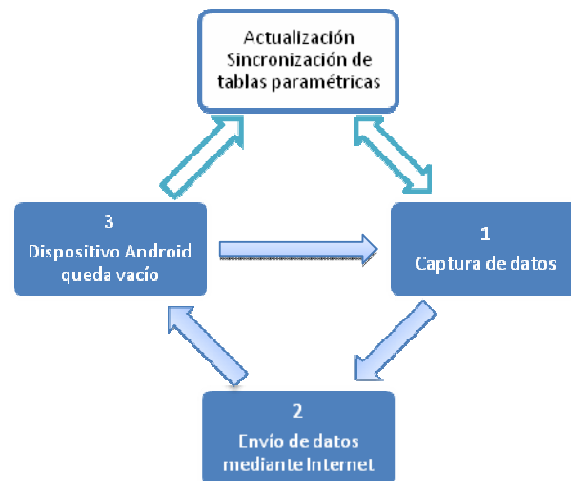 Actualización
Sincronización de
tablas paramétricas
3
Dispositivo Android
queda vacío
1
Captura de datos
2
Envío de datos
mediante Internet